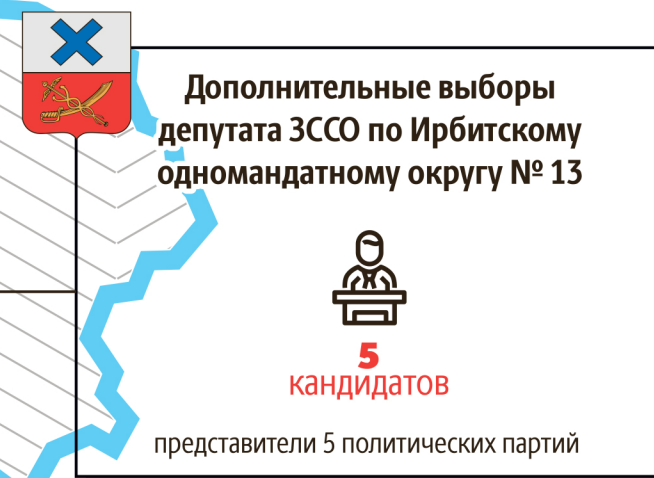 Дополнительные выборы
депутата ЗССО по Ирбитскому
одномандатному округу № 13
5
кандидатов
представители 5 политических партий